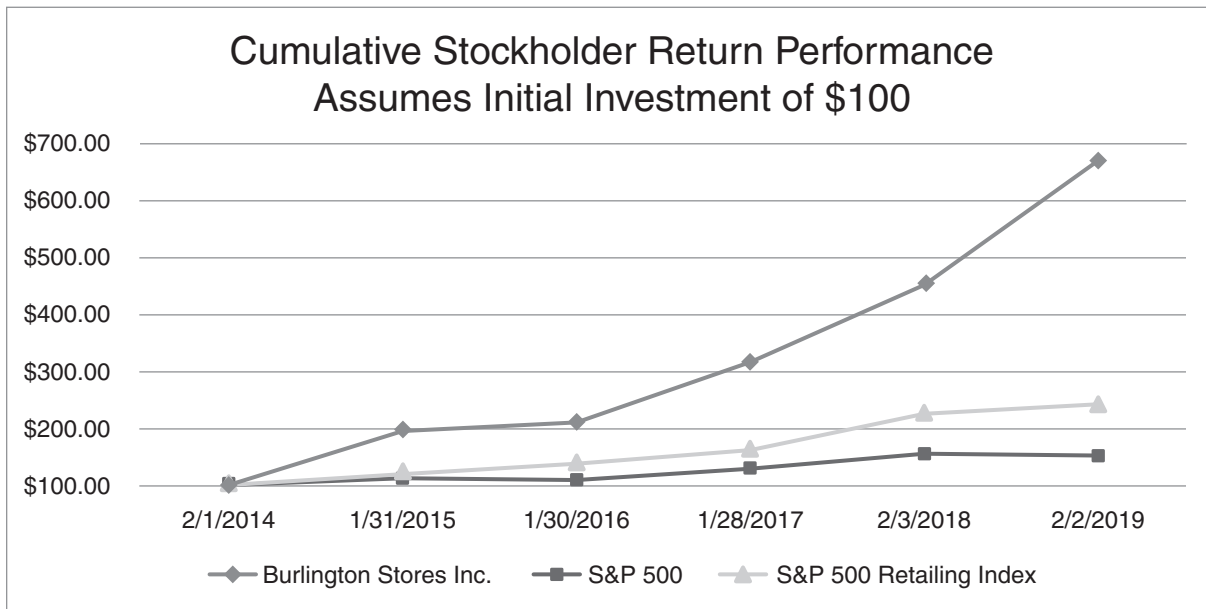 Cumulative Stockholder Return Performance
Assumes Initial Investment of $100
$700.00
$600.00
$500.00
$400.00
$300.00
$200.00
$100.00
2/1/2014 1/31/2015 1/30/2016 1/28/2017 2/3/2018 2/2/2019
Burlington Stores Inc. S&P 500 S&P 500 Retailing Index